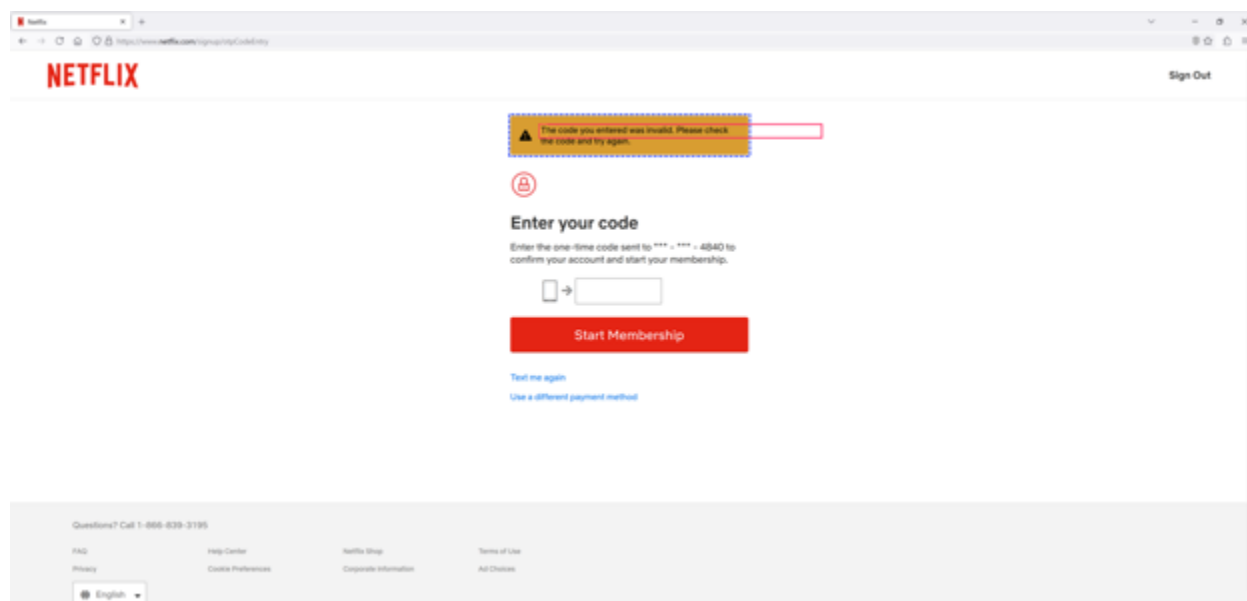 Netflix
https://www.netflix.com/signup/otpCodeEntry
NETFLIX
Sign Out
The code you entered was invalid. Please check
the code and try again.
Enter your code
Enter the one-time code sent to *** - *** - 4840 to
confirm your account and start your membership.
Start Membership
Text me again
Use a different payment method
Questions? Call 1-866-839-3195
FAQ Help Center Netflix Shop Terms of Use
Privacy Cookie Preferences Corporate Information Ad Choices
English